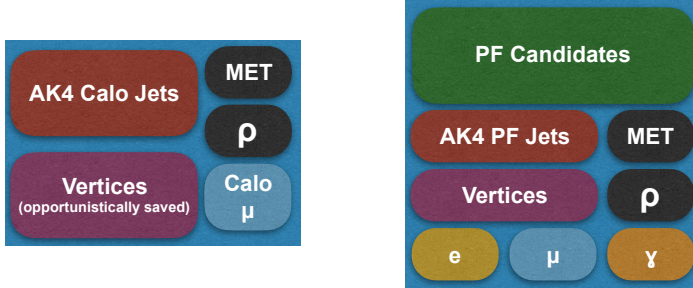 AK4 Calo Jets
MET
ρ
Vertices
(opportunistically saved)
Calo
μ
PF Candidates
AK4 PF Jets
MET
Vertices
ρ
e
μ
γ